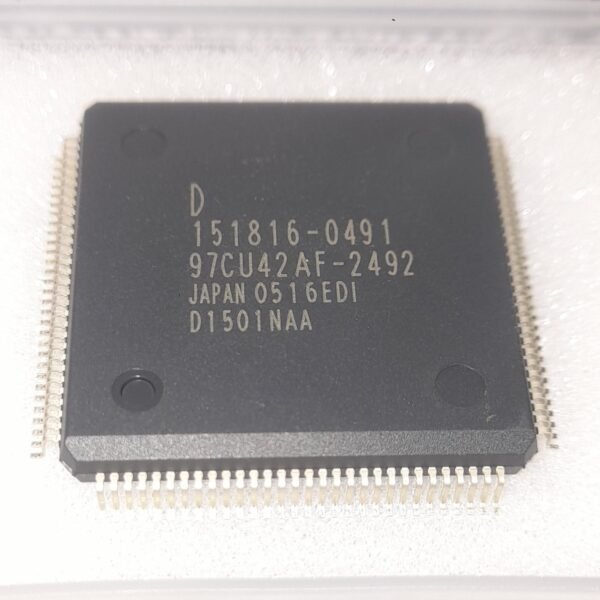 D
151816-0491
97CU42AF-2492
JAPAN 0516EDI
D1501NAA